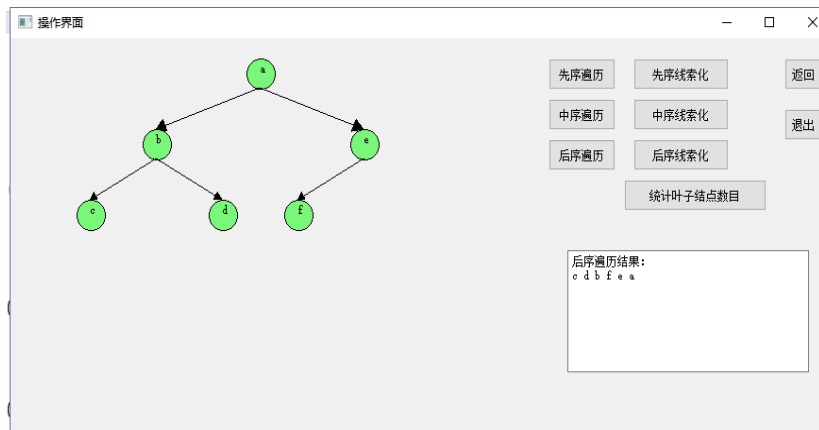 操作界面
a
b
e
c
d
f
先序遍历
先序线索化
返回
中序遍历
中序线索化
退出
后序遍历
后序线索化
统计叶子结点数目
后序遍历结果:
c d b f e a